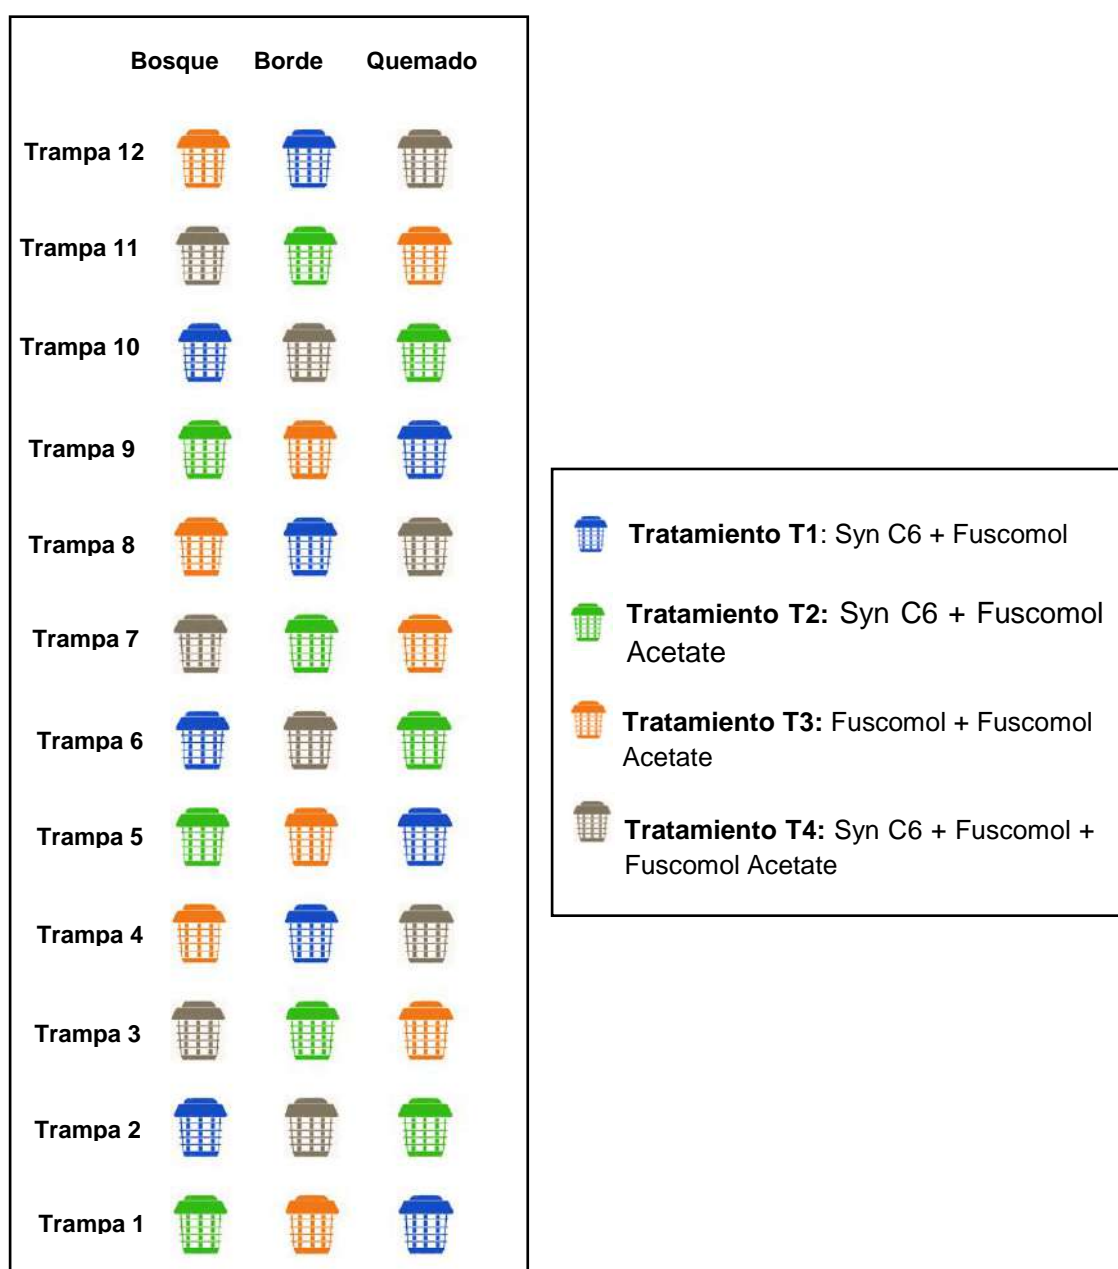 Bosque Borde Quemado
Trampa 12
Trampa 11
Trampa 10
Trampa 9
Trampa 8
Trampa 7
Trampa 6
Trampa 5
Trampa 4
Trampa 3
Trampa 2
Trampa 1
Tratamiento T1: Syn C6 + Fuscomol
Tratamiento T2: Syn C6 + Fuscomol
Acetate
Tratamiento T3: Fuscomol + Fuscomol
Acetate
Tratamiento T4: Syn C6 + Fuscomol +
Fuscomol Acetate